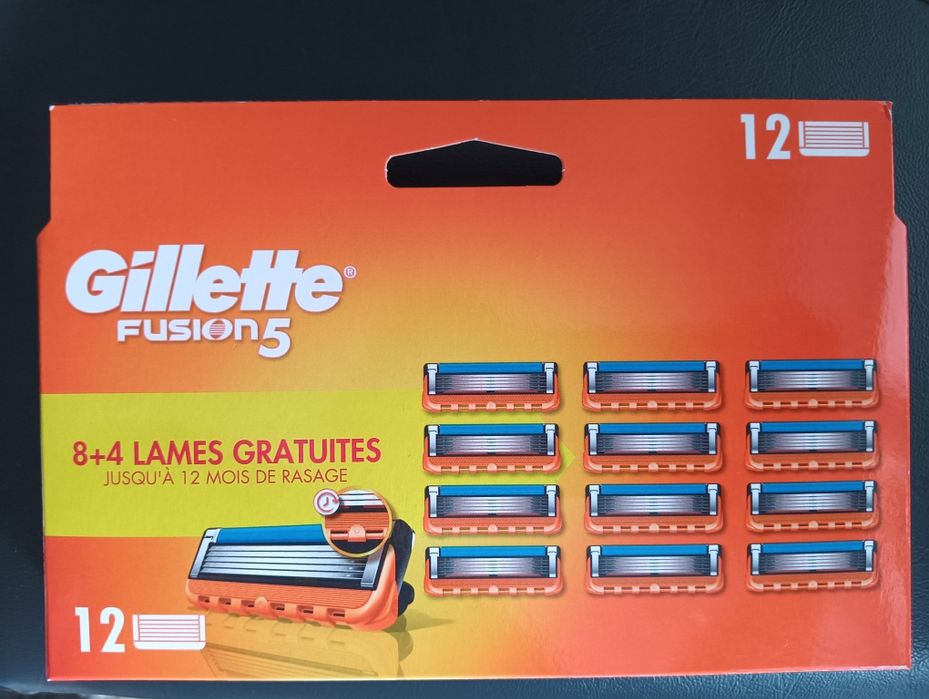 12
Gillette®
FUSION5
8+4 LAMES GRATUITES
JUSQU'À 12 MOIS DE RASAGE
12